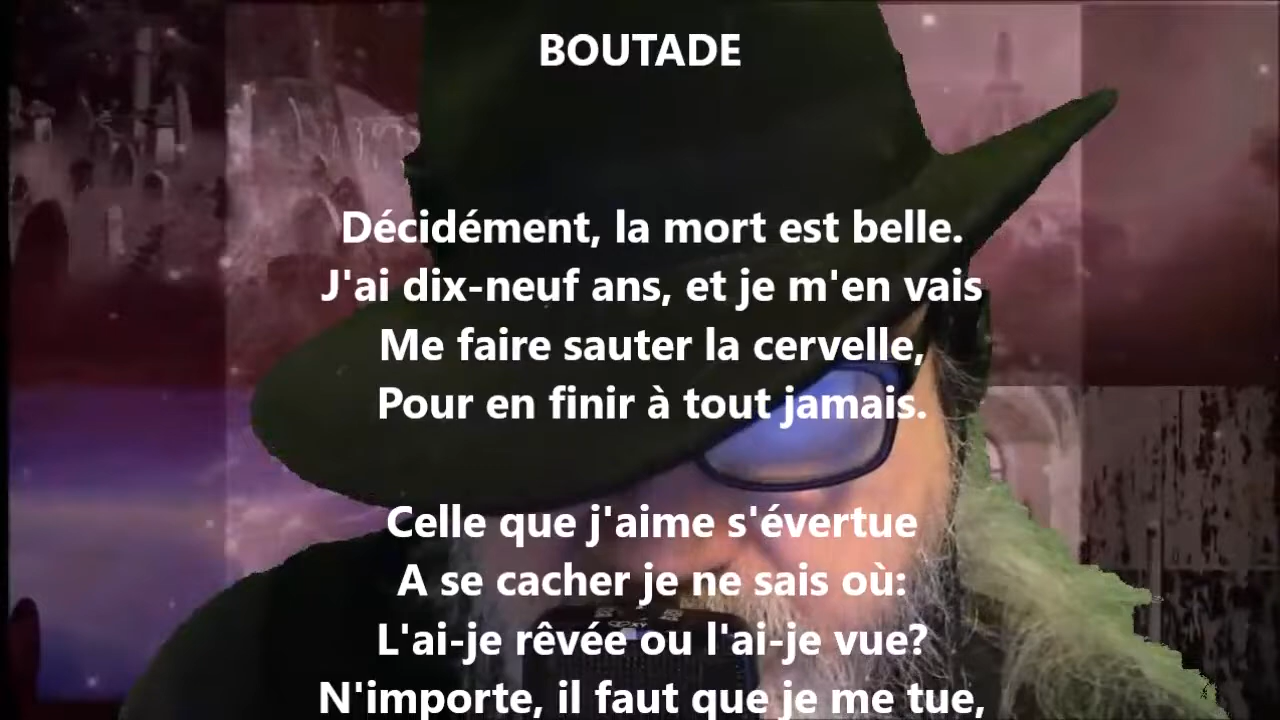 BOUTADE
Décidément, la mort est belle.
J'ai dix-neuf ans, et je m'en vais
Me faire sauter la cervelle,
Pour en finir à tout jamais.
Celle que j'aime s'évertue
A se cacher je ne sais où:
L'ai-je rêvée ou l'ai-je vue?
N'importe, il faut que je me tue,